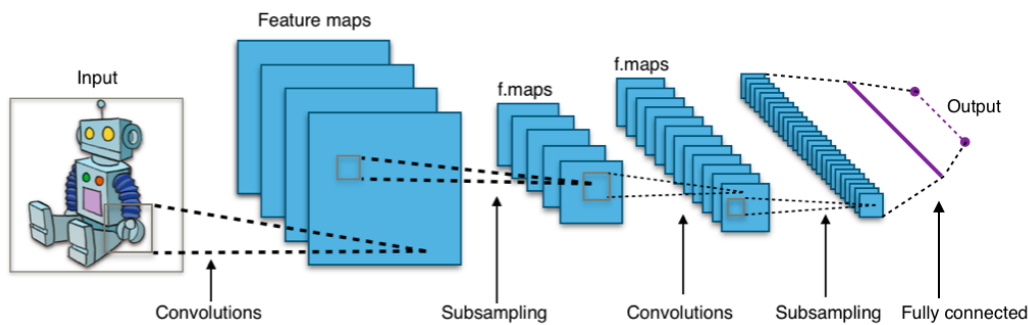 Feature maps
Input
f.maps
f.maps
Output
Convolutions
Subsampling
Convolutions
Subsampling
Fully connected